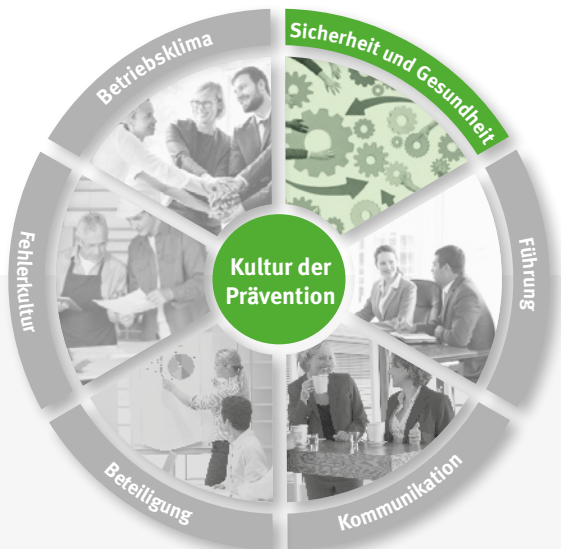 Betriebsklima
Sicherheit und Gesundheit
Führung
Kommunikation
Beteiligung
Fehlerkultur
Kultur der
Prävention